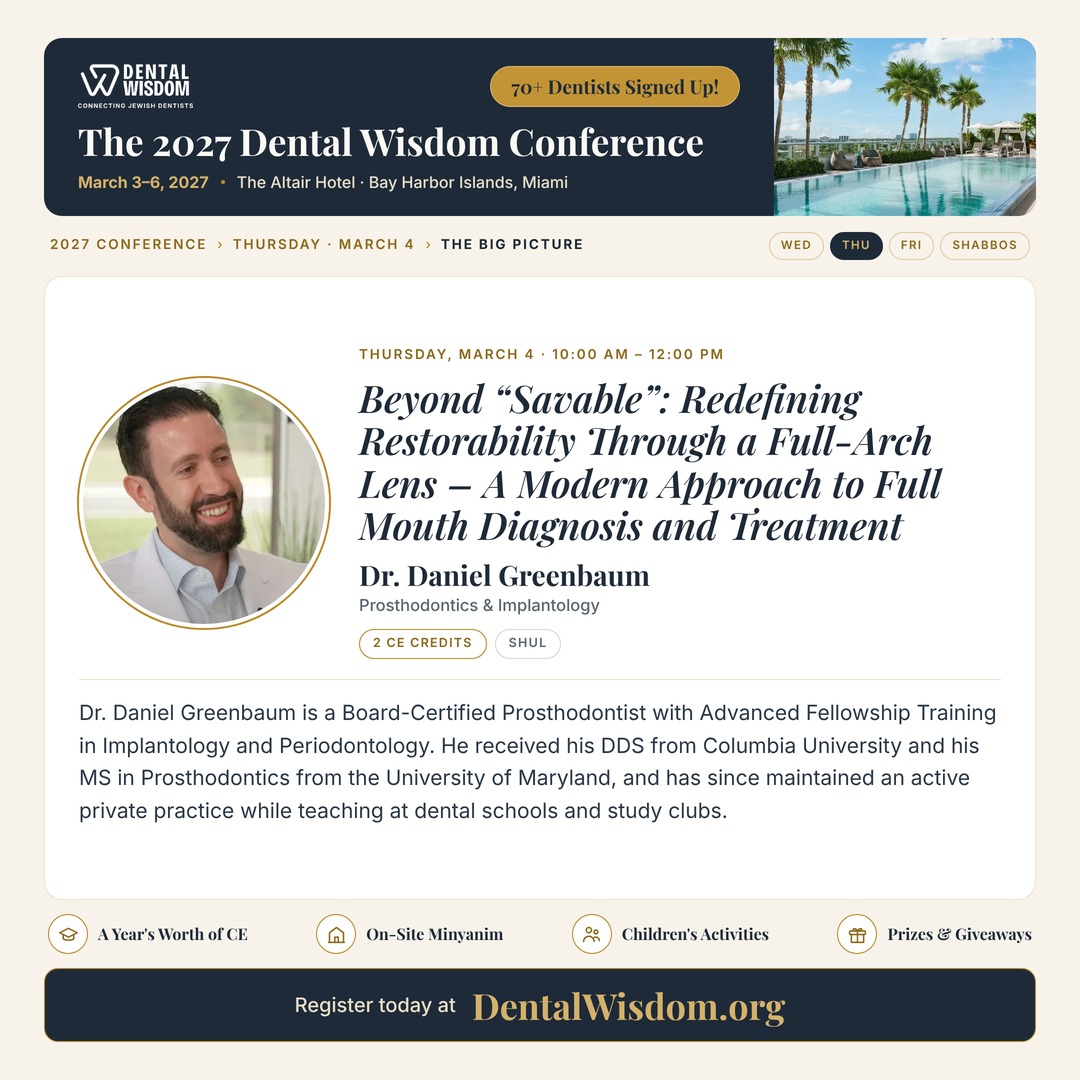 DENTAL
WISDOM
CONNECTING JEWISH DENTISTS
70+ Dentists Signed Up!
The 2027 Dental Wisdom Conference
March 3–6, 2027 • The Altair Hotel · Bay Harbor Islands, Miami
2027 CONFERENCE › THURSDAY · MARCH 4 › THE BIG PICTURE
WED THU FRI SHABBOS
THURSDAY, MARCH 4 · 10:00 AM – 12:00 PM
Beyond “Savable”: Redefining
Restorability Through a Full-Arch
Lens – A Modern Approach to Full
Mouth Diagnosis and Treatment
Dr. Daniel Greenbaum
Prosthodontics & Implantology
2 CE CREDITS SHUL
Dr. Daniel Greenbaum is a Board-Certified Prosthodontist with Advanced Fellowship Training
in Implantology and Periodontology. He received his DDS from Columbia University and his
MS in Prosthodontics from the University of Maryland, and has since maintained an active
private practice while teaching at dental schools and study clubs.
A Year's Worth of CE On-Site Minyanim Children's Activities Prizes & Giveaways
Register today at DentalWisdom.org